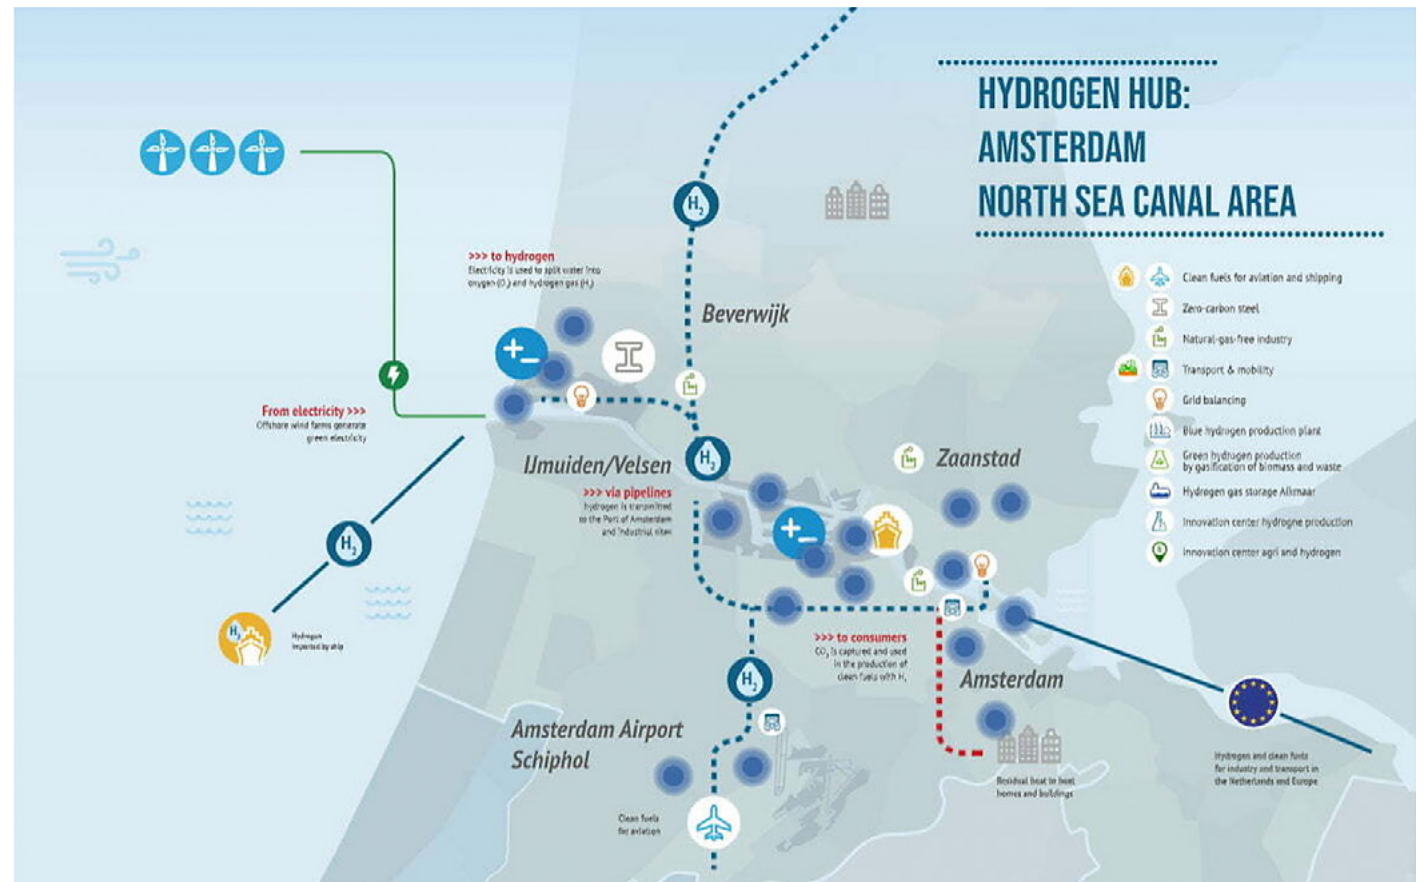 HYDROGEN HUB:
AMSTERDAM
NORTH SEA CANAL AREA
H2
>>> to hydrogen
Electricity is used to split water into
oxygen (O2) and hydrogen gas (H2)
Beverwijk
Clean fuels for aviation and shipping
Zero-carbon steel
Natural-gas-free industry
Transport & mobility
Grid balancing
Blue hydrogen production plant
Green hydrogen production
by gasification of biomass and waste
Hydrogen gas storage Alkmaar
Innovation center hydrogne production
Innovation center agri and hydrogen
From electricity >>>
Offshore wind farms generate
green electricity
IJmuiden/Velsen
H2
>>> via pipelines
hydrogen is transmitted
to the Port of Amsterdam
and industrial sites
Zaanstad
H2
H2
Hydrogen
imported by ship
>>> to consumers
CO2 is captured and used
in the production of
clean fuels with H2
H2
Amsterdam
Amsterdam Airport
Schiphol
Clean fuels
for aviation
Residual heat to heat
homes and buildings
Hydrogen and clean fuels
for industry and transport in
the Netherlands and Europe